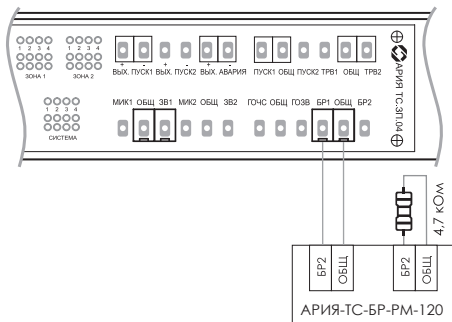 1 2 3 4
ЗОНА 1
1 2 3 4
ЗОНА 2
+ - + - + -
ВЫХ. ПУСК1 ВЫХ. ПУСК2 ВЫХ. АВАРИЯ
ПУСК1 ОБЩ ПУСК2 ТРВ1 ОБЩ ТРВ2
1 2 3 4
СИСТЕМА
МИК1 ОБЩ ЗВ1 МИК2 ОБЩ ЗВ2
ГОЧС ОБЩ ГОЗВ БР1 ОБЩ БР2
АРИЯ ТС.ЗП.04
4,7 кОм
БР2
ОБЩ
БР2
ОБЩ
АРИЯ-ТС-БР-РМ-120